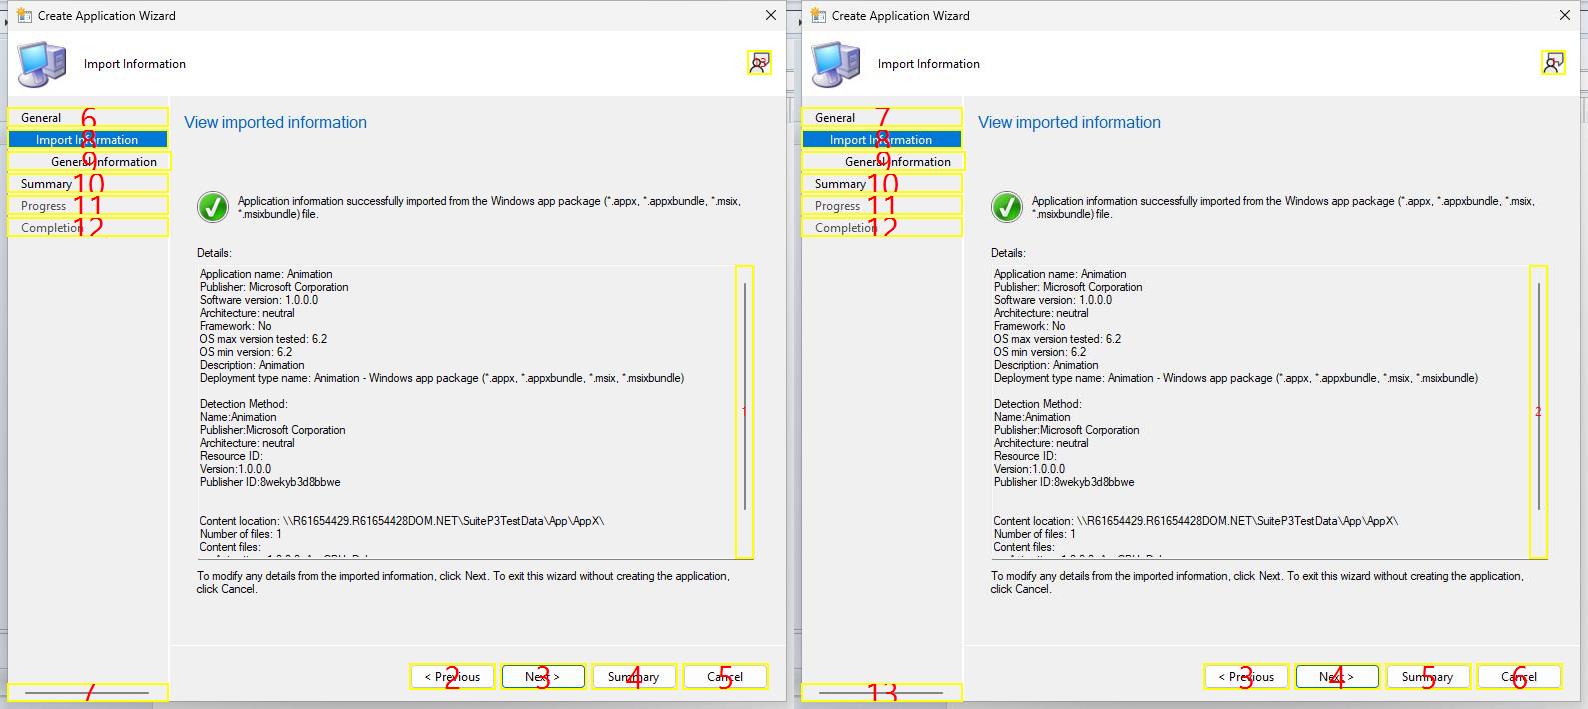 Create Application Wizard
Import Information
13
General 6
Import Information 8
General Information 9
Summary 10
Progress 11
Completion 12
7
View imported information
Application information successfully imported from the Windows app package (*.appx, *.appxbundle, *.msix,
*.msixbundle) file.
Details:
Application name: Animation
Publisher: Microsoft Corporation
Software version: 1.0.0.0
Architecture: neutral
Framework: No
OS max version tested: 6.2
OS min version: 6.2
Description: Animation
Deployment type name: Animation - Windows app package (*.appx, *.appxbundle, *.msix, *.msixbundle)
Detection Method:
Name:Animation
Publisher:Microsoft Corporation
Architecture: neutral
Resource ID:
Version:1.0.0.0
Publisher ID:8wekyb3d8bbwe
1
Content location: \\R61654429.R61654428DOM.NET\SuiteP3TestData\App\AppX\
Number of files: 1
Content files:
To modify any details from the imported information, click Next. To exit this wizard without creating the application,
click Cancel.
< Previous 2
Next > 3
Summary 4
Cancel 5
Create Application Wizard
Import Information
General 7
Import Information 8
General Information 9
Summary 10
Progress 11
Completion 12
13
View imported information
Application information successfully imported from the Windows app package (*.appx, *.appxbundle, *.msix,
*.msixbundle) file.
Details:
Application name: Animation
Publisher: Microsoft Corporation
Software version: 1.0.0.0
Architecture: neutral
Framework: No
OS max version tested: 6.2
OS min version: 6.2
Description: Animation
Deployment type name: Animation - Windows app package (*.appx, *.appxbundle, *.msix, *.msixbundle)
Detection Method:
Name:Animation
Publisher:Microsoft Corporation
Architecture: neutral
Resource ID:
Version:1.0.0.0
Publisher ID:8wekyb3d8bbwe
2
Content location: \\R61654429.R61654428DOM.NET\SuiteP3TestData\App\AppX\
Number of files: 1
Content files:
To modify any details from the imported information, click Next. To exit this wizard without creating the application,
click Cancel.
< Previous 3
Next > 4
Summary 5
Cancel 6